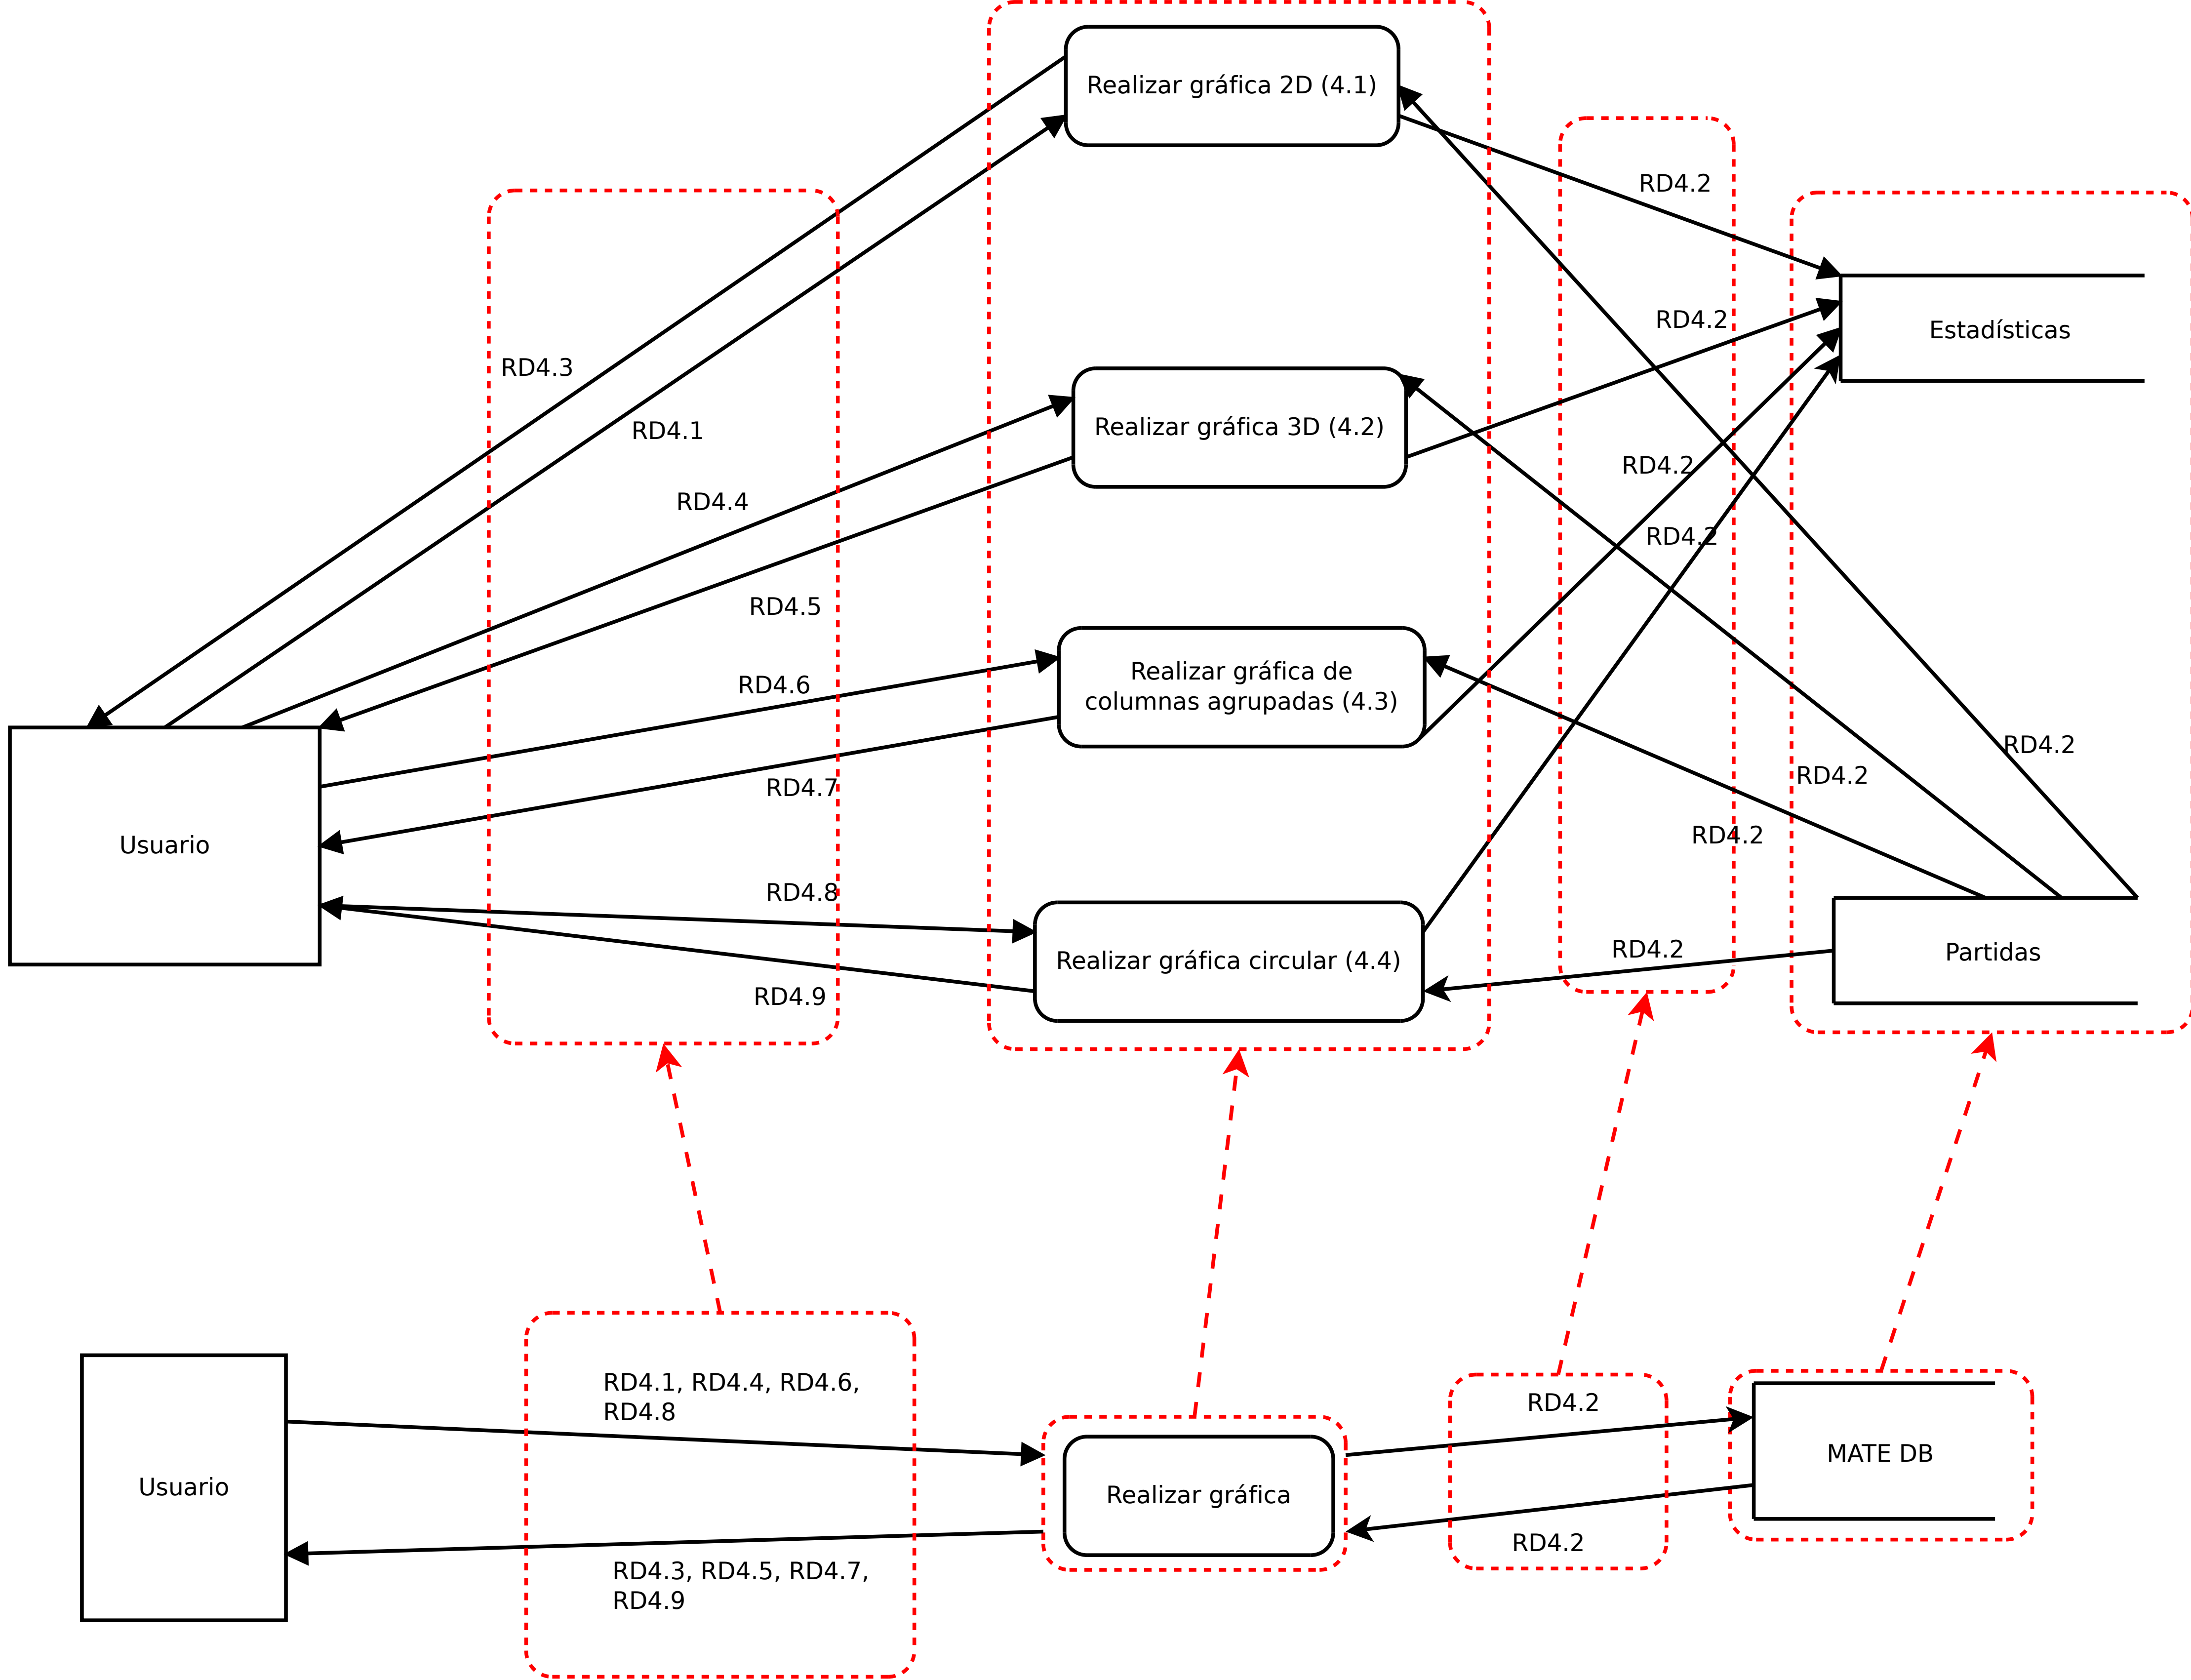 Realizar gráfica 2D (4.1)
RD4.2
RD4.2
Estadísticas
RD4.3
RD4.1
Realizar gráfica 3D (4.2)
RD4.2
RD4.4
RD4.2
RD4.5
Realizar gráfica de
columnas agrupadas (4.3)
RD4.6
RD4.2
RD4.2
RD4.7
RD4.2
Usuario
RD4.8
RD4.2
Partidas
Realizar gráfica circular (4.4)
RD4.9
RD4.1, RD4.4, RD4.6,
RD4.8
RD4.2
MATE DB
Usuario
Realizar gráfica
RD4.2
RD4.3, RD4.5, RD4.7,
RD4.9